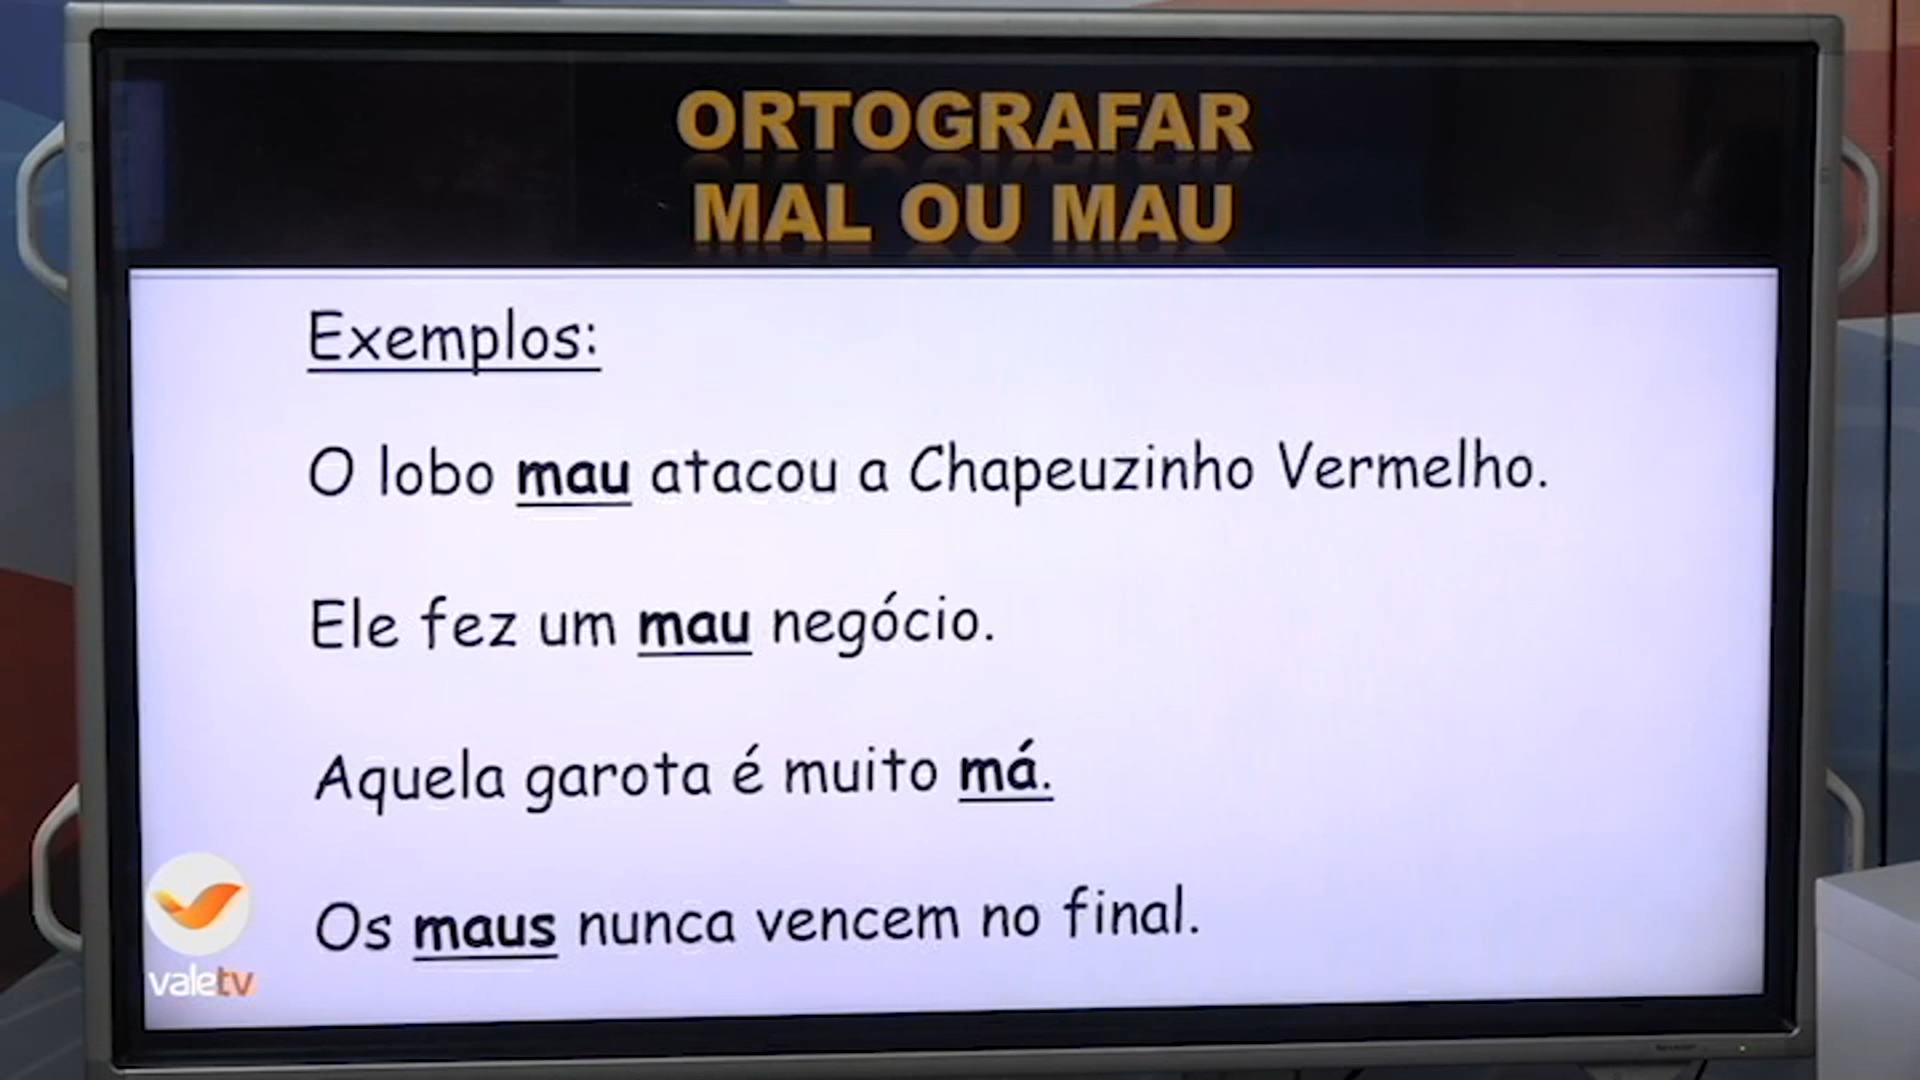 ORTOGRAFAR
MAL OU MAU
Exemplos:
O lobo mau atacou a Chapeuzinho Vermelho.
Ele fez um mau negócio.
Aquela garota é muito má.
Os maus nunca vencem no final.
valetv